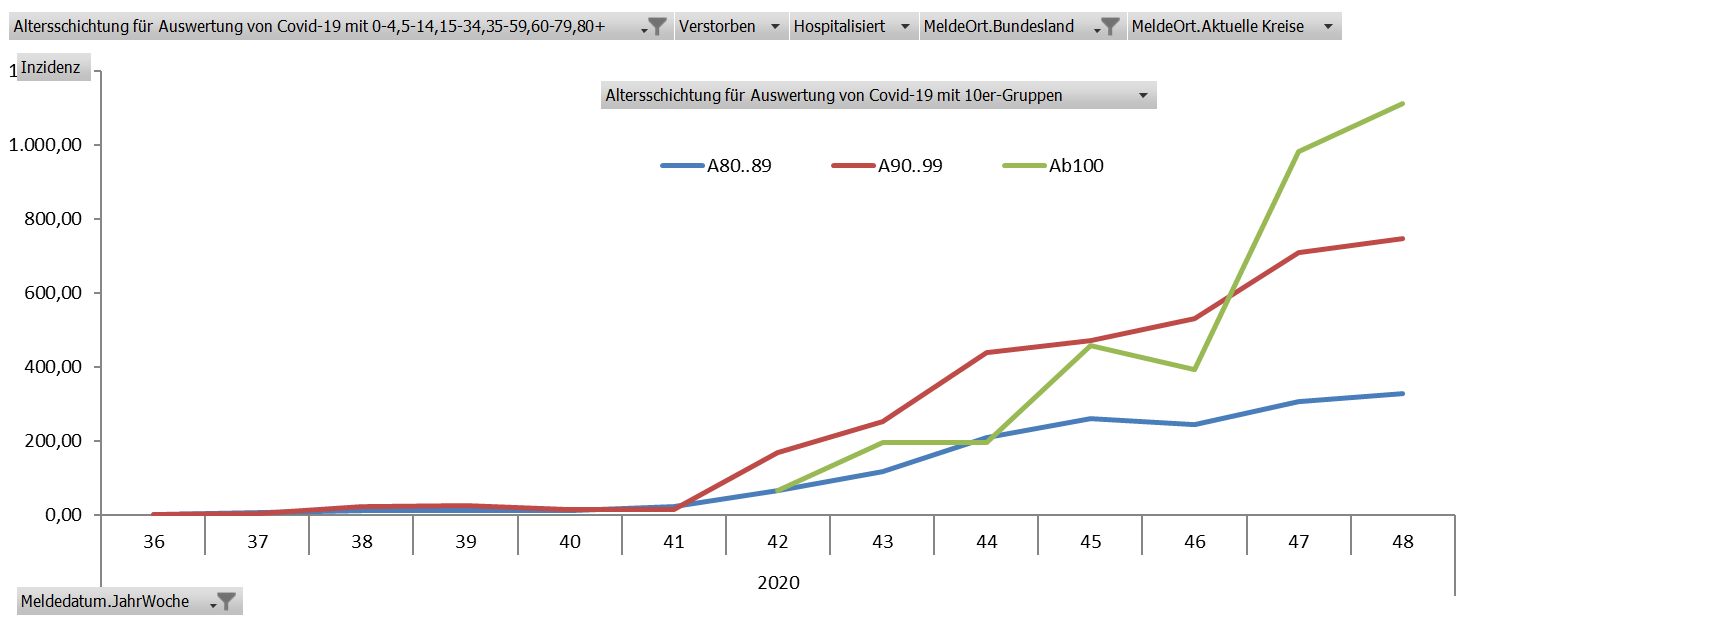 Altersschichtung für Auswertung von Covid-19 mit 0-4,5-14,15-34,35-59,60-79,80+ Verstorben Hospitalisiert MeldeOrt.Bundesland MeldeOrt.Aktuelle Kreise
Inzidenz
Altersschichtung für Auswertung von Covid-19 mit 10er-Gruppen
A80..89 A90..99 Ab100
1.000,00
800,00
600,00
400,00
200,00
0,00
36 37 38 39 40 41 42 43 44 45 46 47 48
2020
Meldedatum.JahrWoche